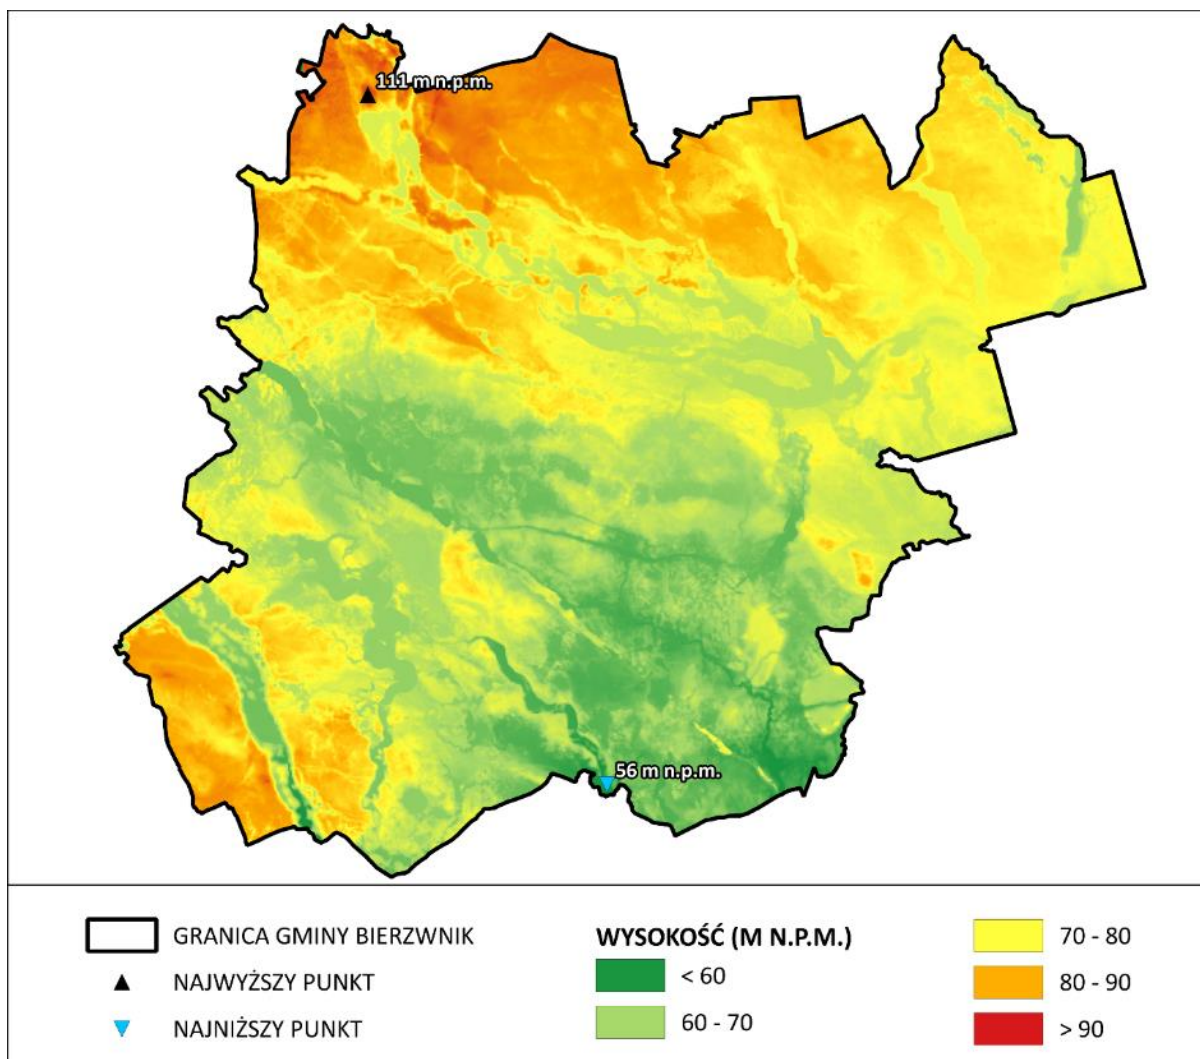 111 m n.p.m.
56 m n.p.m.
GRANICA GMINY BIERZWNIK
NAJWYŻSZY PUNKT
NAJNIŻSZY PUNKT
WYSOKOŚĆ (M N.P.M.)
< 60
60 - 70
70 - 80
80 - 90
> 90